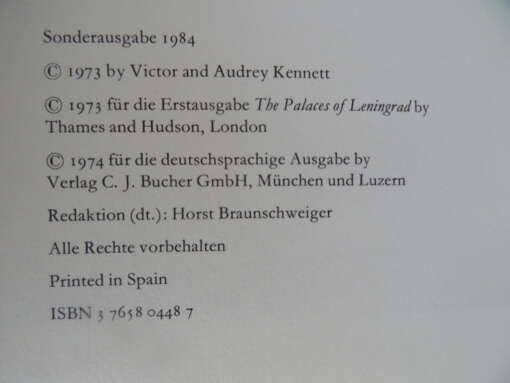 Sonderausgabe 1984
© 1973 by Victor and Audrey Kennett
© 1973 für die Erstausgabe The Palaces of Leningrad by
Thames and Hudson, London
© 1974 für die deutschsprachige Ausgabe by
Verlag C. J. Bucher GmbH, München und Luzern
Redaktion (dt.): Horst Braunschweiger
Alle Rechte vorbehalten
Printed in Spain
ISBN 3 7658 0448 7